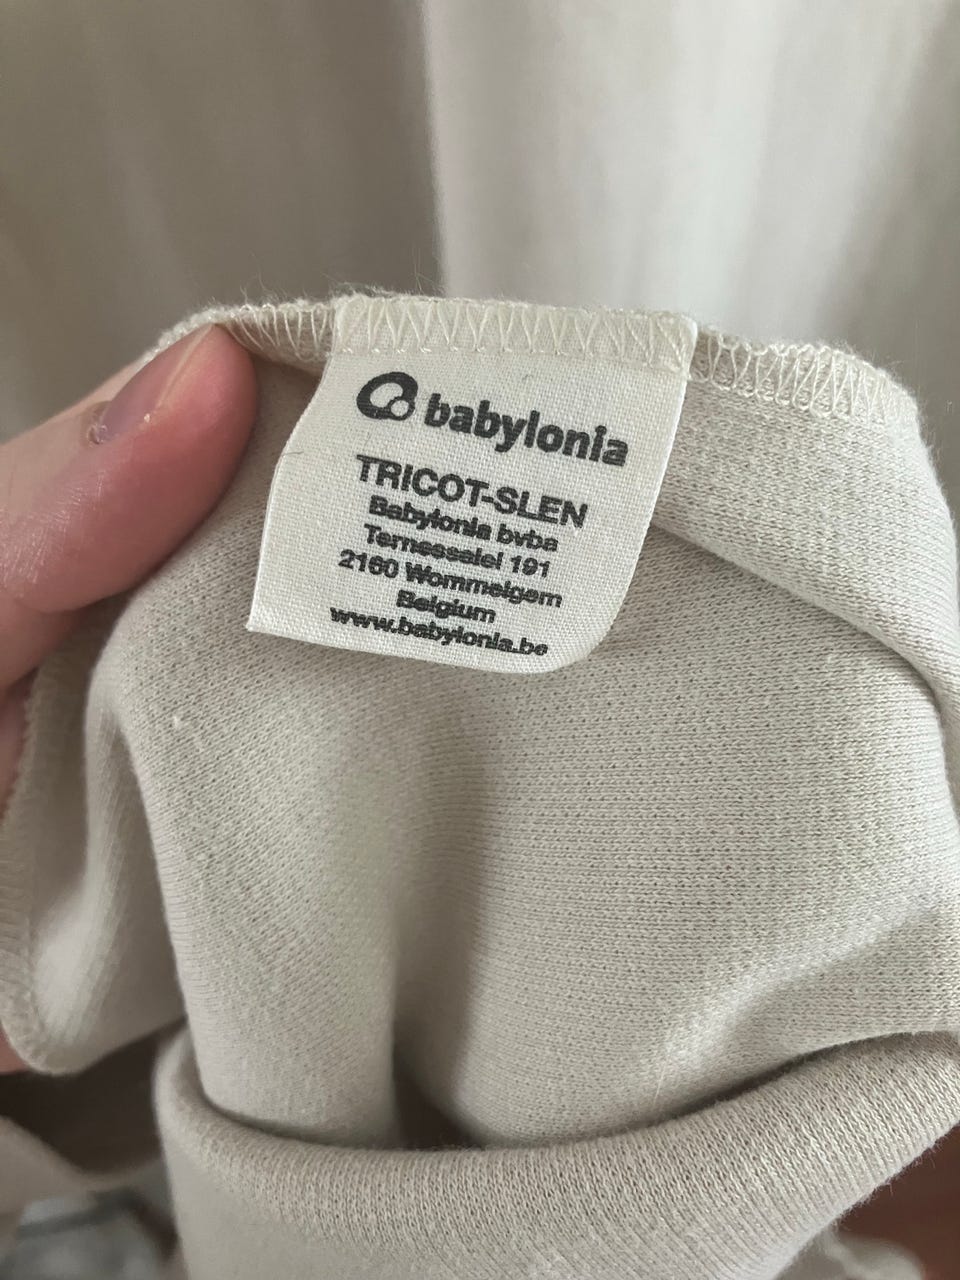 babylonia
TRICOT-SLEN
Babylonia bvba
Ternesselei 191
2160 Wommelgem
Belgium
www.babylonia.be